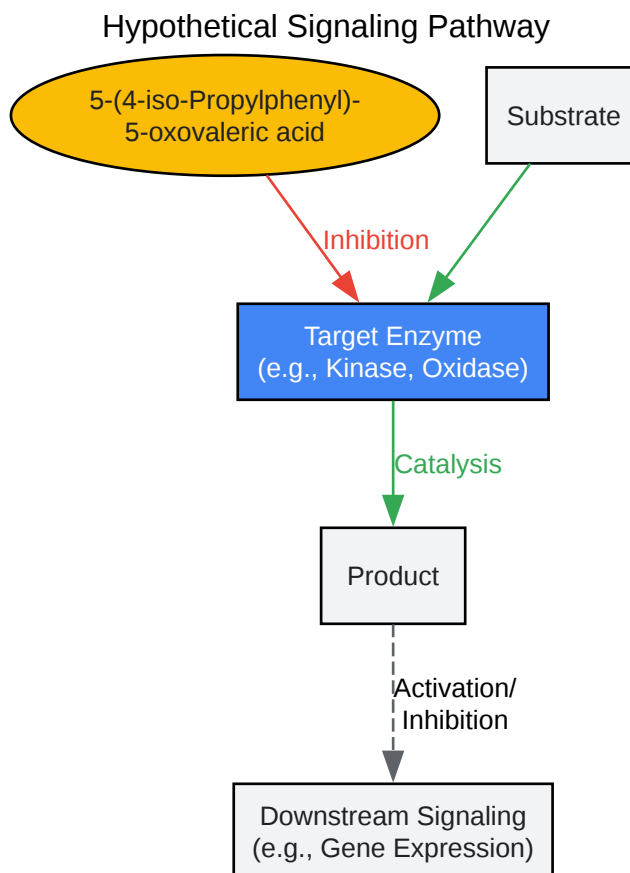 Hypothetical Signaling Pathway
5-(4-iso-Propylphenyl)-
5-oxovaleric acid
Substrate
Inhibition
Target Enzyme
(e.g., Kinase, Oxidase)
Catalysis
Product
Activation/
Inhibition
Downstream Signaling
(e.g., Gene Expression)